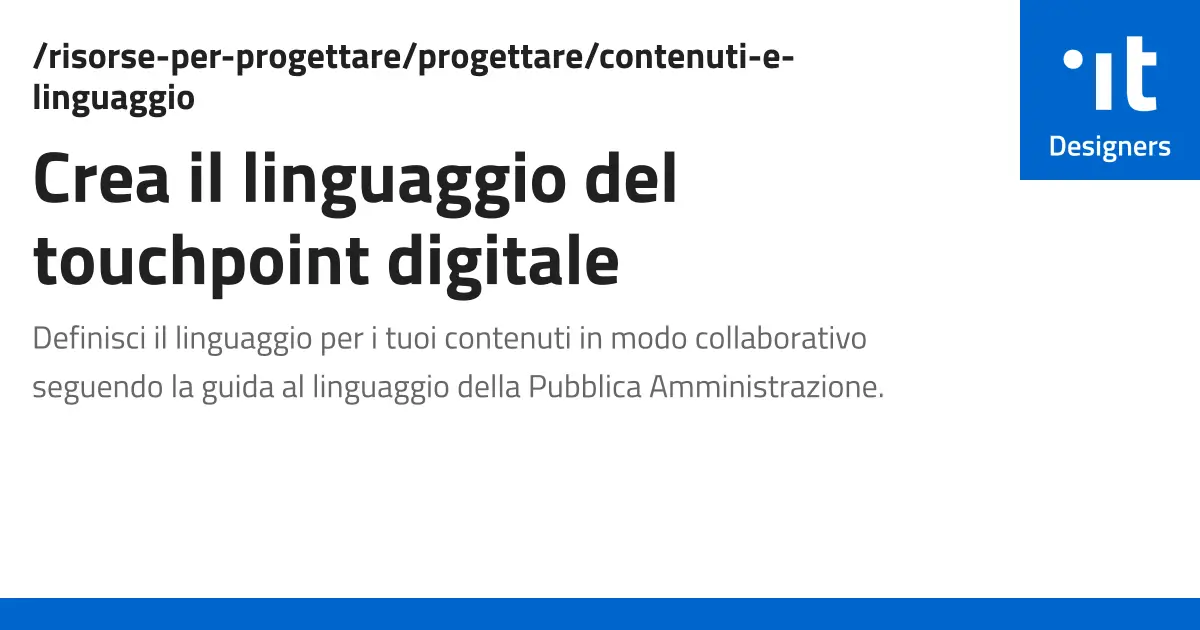 /risorse-per-progettare/progettare/contenuti-e-
linguaggio
Crea il linguaggio del
touchpoint digitale
Definisci il linguaggio per i tuoi contenuti in modo collaborativo
seguendo la guida al linguaggio della Pubblica Amministrazione.
it
Designers